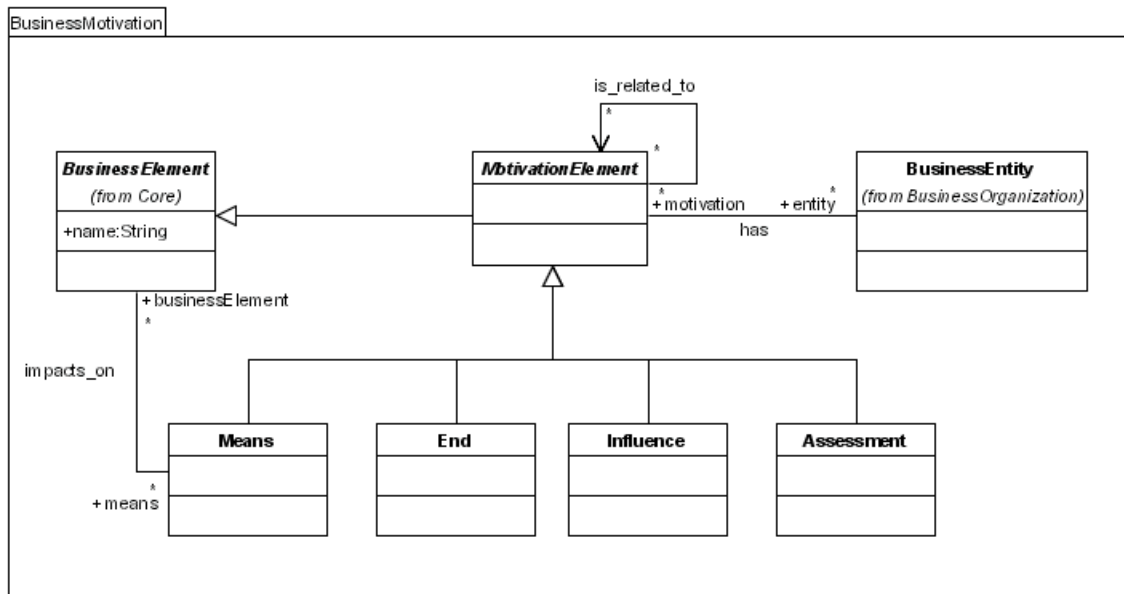 BusinessMotivation
is_related_to
*
*
BusinessElement
(from Core)
+name:String
MotivationElement
BusinessEntity
(from BusinessOrganization)
*
+ motivation
*
+ entity
has
+ businessElement
*
impacts_on
Means
End
Influence
Assessment
*
+ means